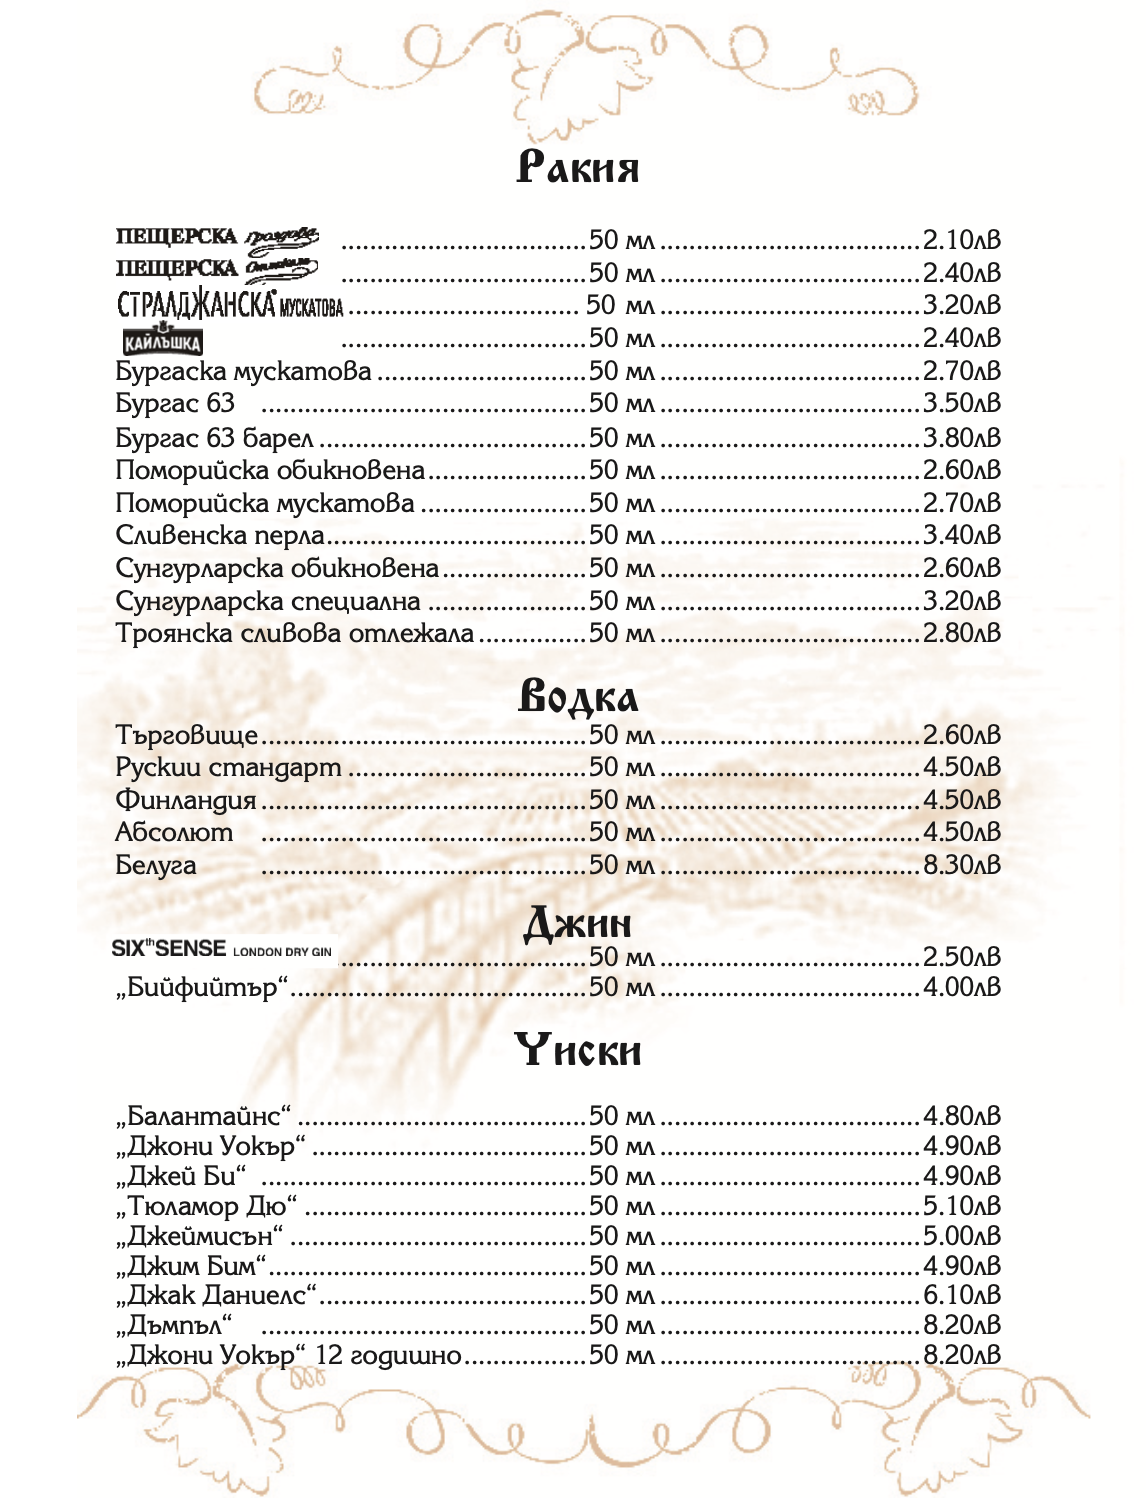 Ракия
ПЕЩЕРСКА Гроздова ........ 50 мл ........ 2.10лв
ПЕЩЕРСКА Отлежала ........ 50 мл ........ 2.40лв
СТРАЛДЖАНСКА МУСКАТОВА ........ 50 мл ........ 3.20лв
КАЙЛЪШКА ........ 50 мл ........ 2.40лв
Бургаска мускатова ........ 50 мл ........ 2.70лв
Бургас 63 ........ 50 мл ........ 3.50лв
Бургас 63 барел ........ 50 мл ........ 3.80лв
Поморийска обикновена ........ 50 мл ........ 2.60лв
Поморийска мускатова ........ 50 мл ........ 2.70лв
Сливенска перла ........ 50 мл ........ 3.40лв
Сунгурларска обикновена ........ 50 мл ........ 2.60лв
Сунгурларска специална ........ 50 мл ........ 3.20лв
Троянска сливова отлежала ........ 50 мл ........ 2.80лв
Водка
Търговище ........ 50 мл ........ 2.60лв
Рускии стандарт ........ 50 мл ........ 4.50лв
Финландия ........ 50 мл ........ 4.50лв
Абсолют ........ 50 мл ........ 4.50лв
Белуга ........ 50 мл ........ 8.30лв
Джин
SIXthSENSE LONDON DRY GIN ........ 50 мл ........ 2.50лв
„Бийфийтър“ ........ 50 мл ........ 4.00лв
Уиски
„Балантайнс“ ........ 50 мл ........ 4.80лв
„Джони Уокър“ ........ 50 мл ........ 4.90лв
„Джей Би“ ........ 50 мл ........ 4.90лв
„Тюламор Дю“ ........ 50 мл ........ 5.10лв
„Джеймисън“ ........ 50 мл ........ 5.00лв
„Джим Бим“ ........ 50 мл ........ 4.90лв
„Джак Даниелс“ ........ 50 мл ........ 6.10лв
„Дъмпъл“ ........ 50 мл ........ 8.20лв
„Джони Уокър“ 12 годишно ........ 50 мл ........ 8.20лв